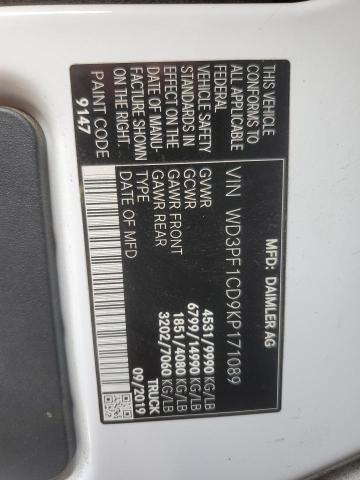 MFD: DAIMLER AG
VIN WD3PF1CD9KP171089
GVWR 4531/9990 KG/LB
GCWR 6799/14990 KG/LB
GAWR FRONT 1851/4080 KG/LB
GAWR REAR 3202/7060 KG/LB
TYPE TRUCK
DATE OF MFD 09/2019
THIS VEHICLE
CONFORMS TO
ALL APPLICABLE
FEDERAL
VEHICLE SAFETY
STANDARDS IN
EFFECT ON THE
DATE OF MANU-
FACTURE SHOWN
ON THE RIGHT.
PAINT CODE
9147